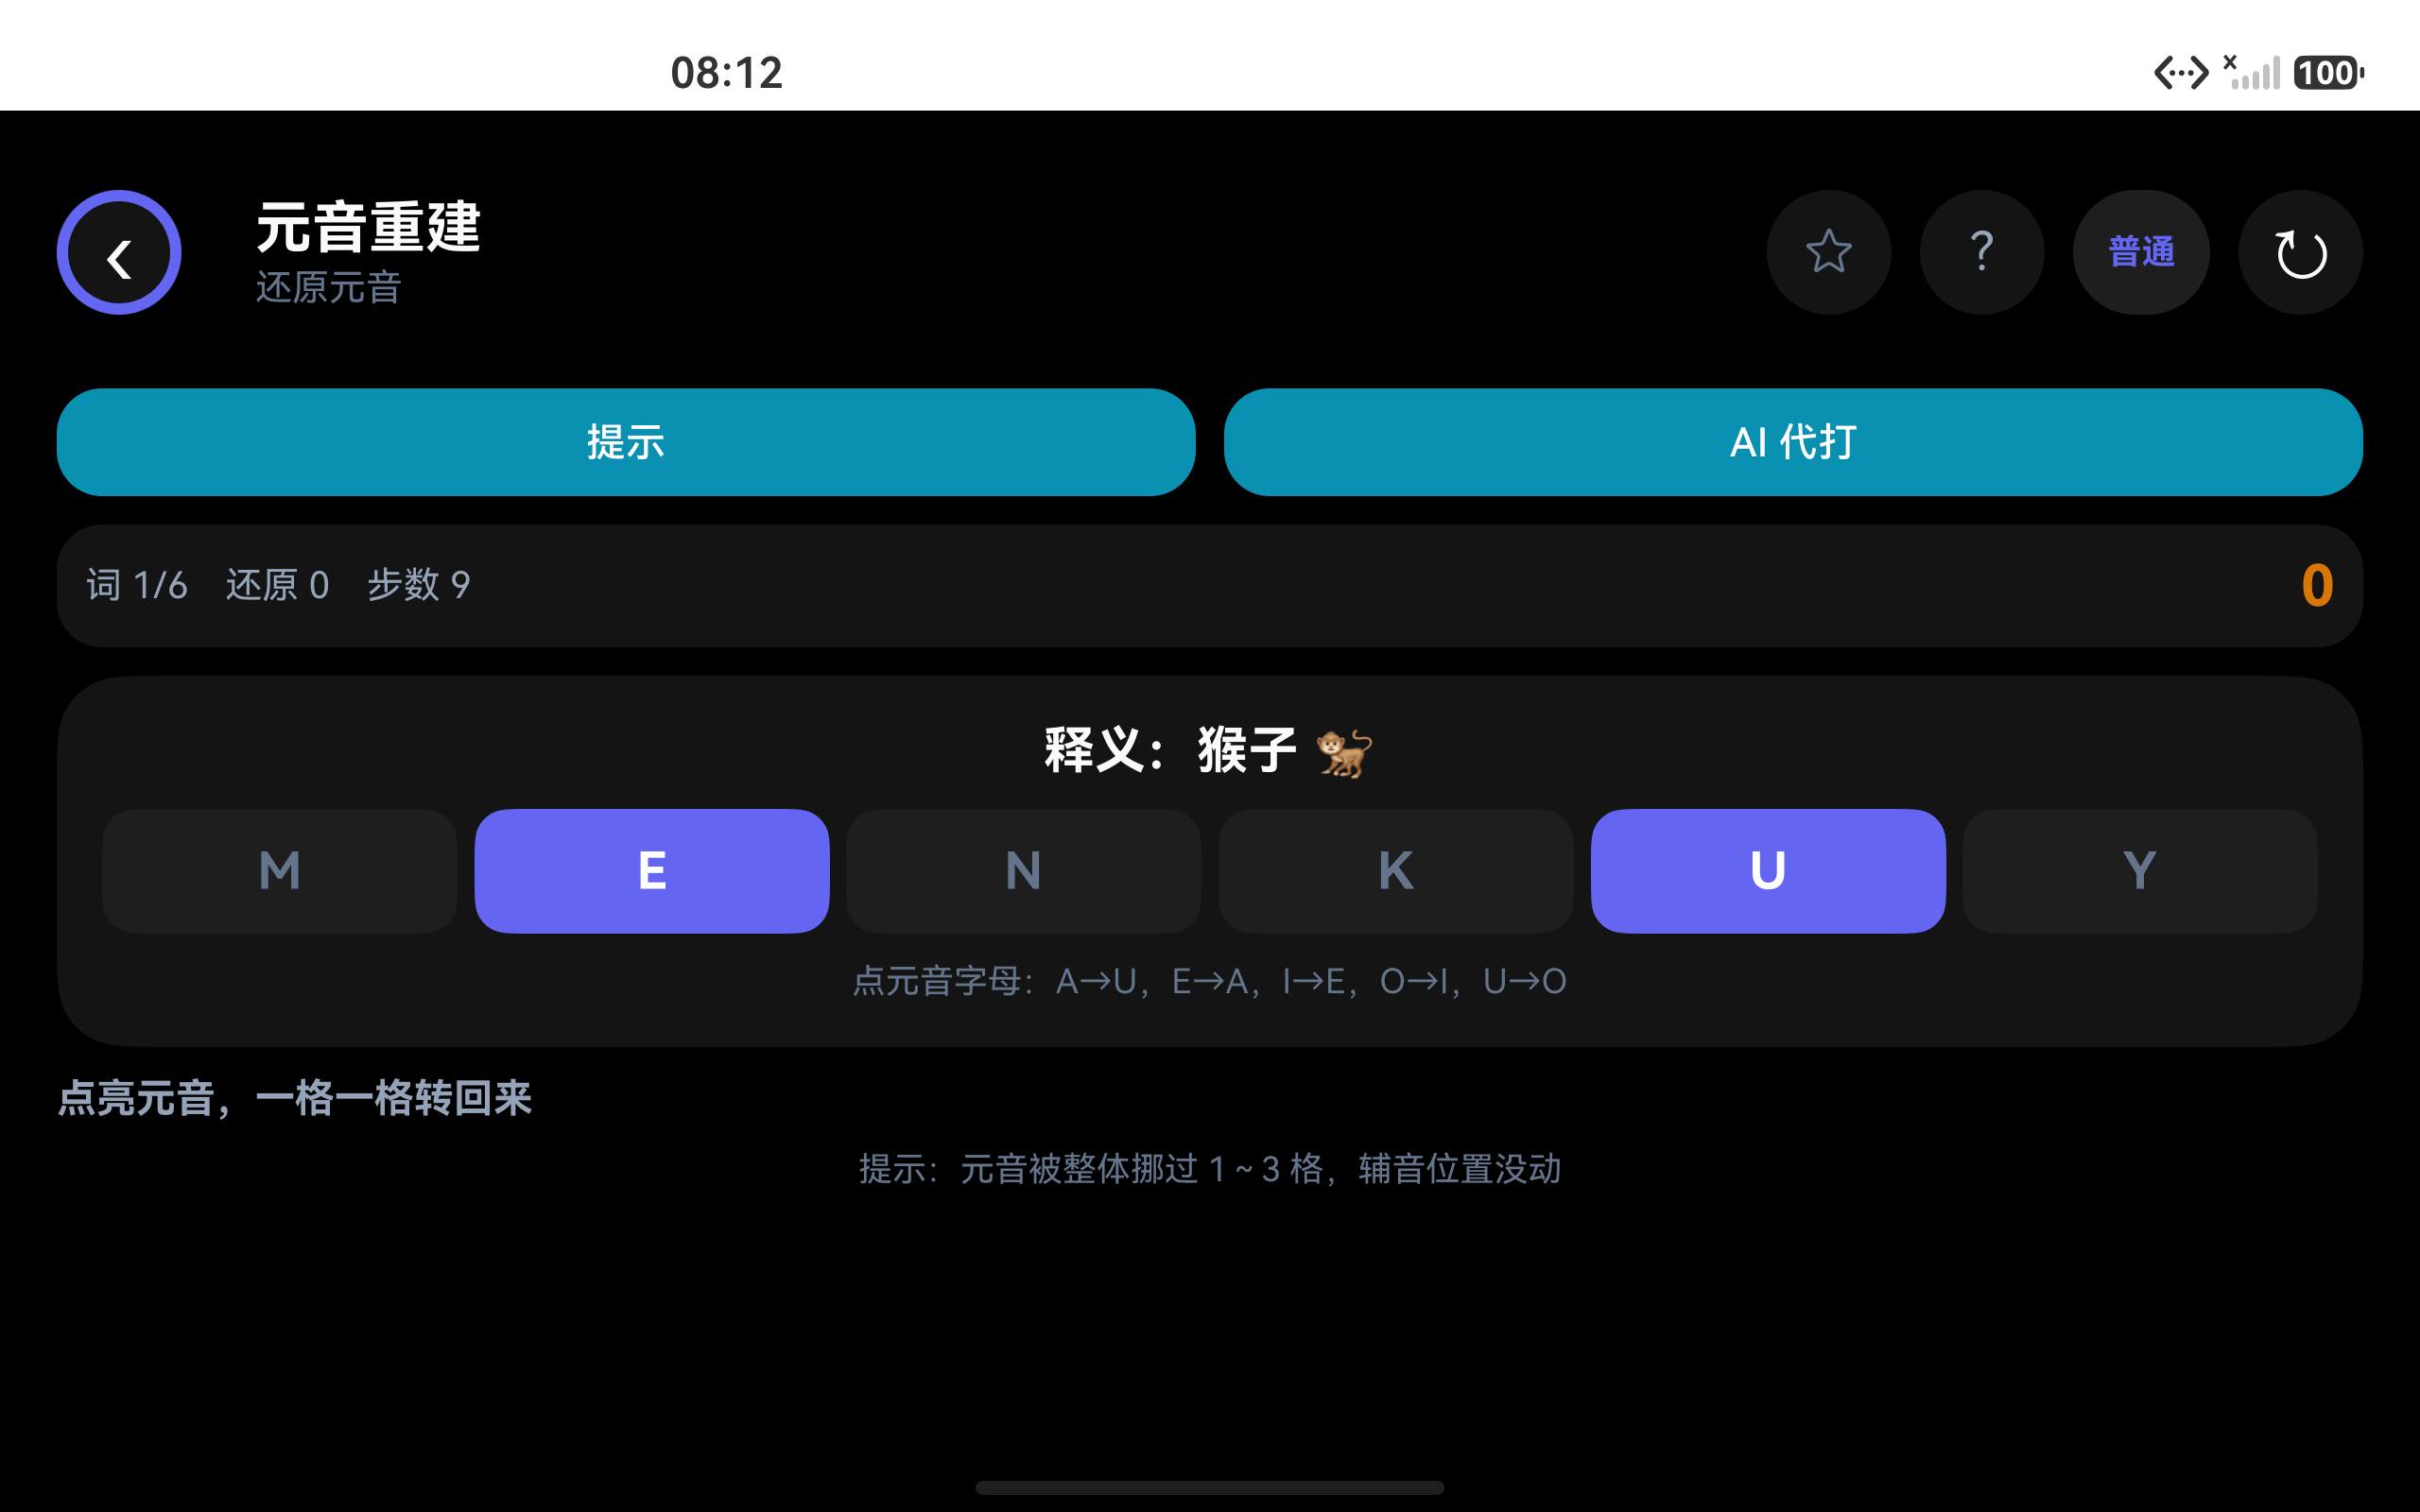 08:12
100
元音重建
还原元音
?
普通
提示
AI 代打
词 1/6 还原 0 步数 9
0
释义：猴子 🐒
M E N K U Y
点元音字母：A→U，E→A，I→E，O→I，U→O
点亮元音，一格一格转回来
提示：元音被整体挪过 1 ~ 3 格，辅音位置没动